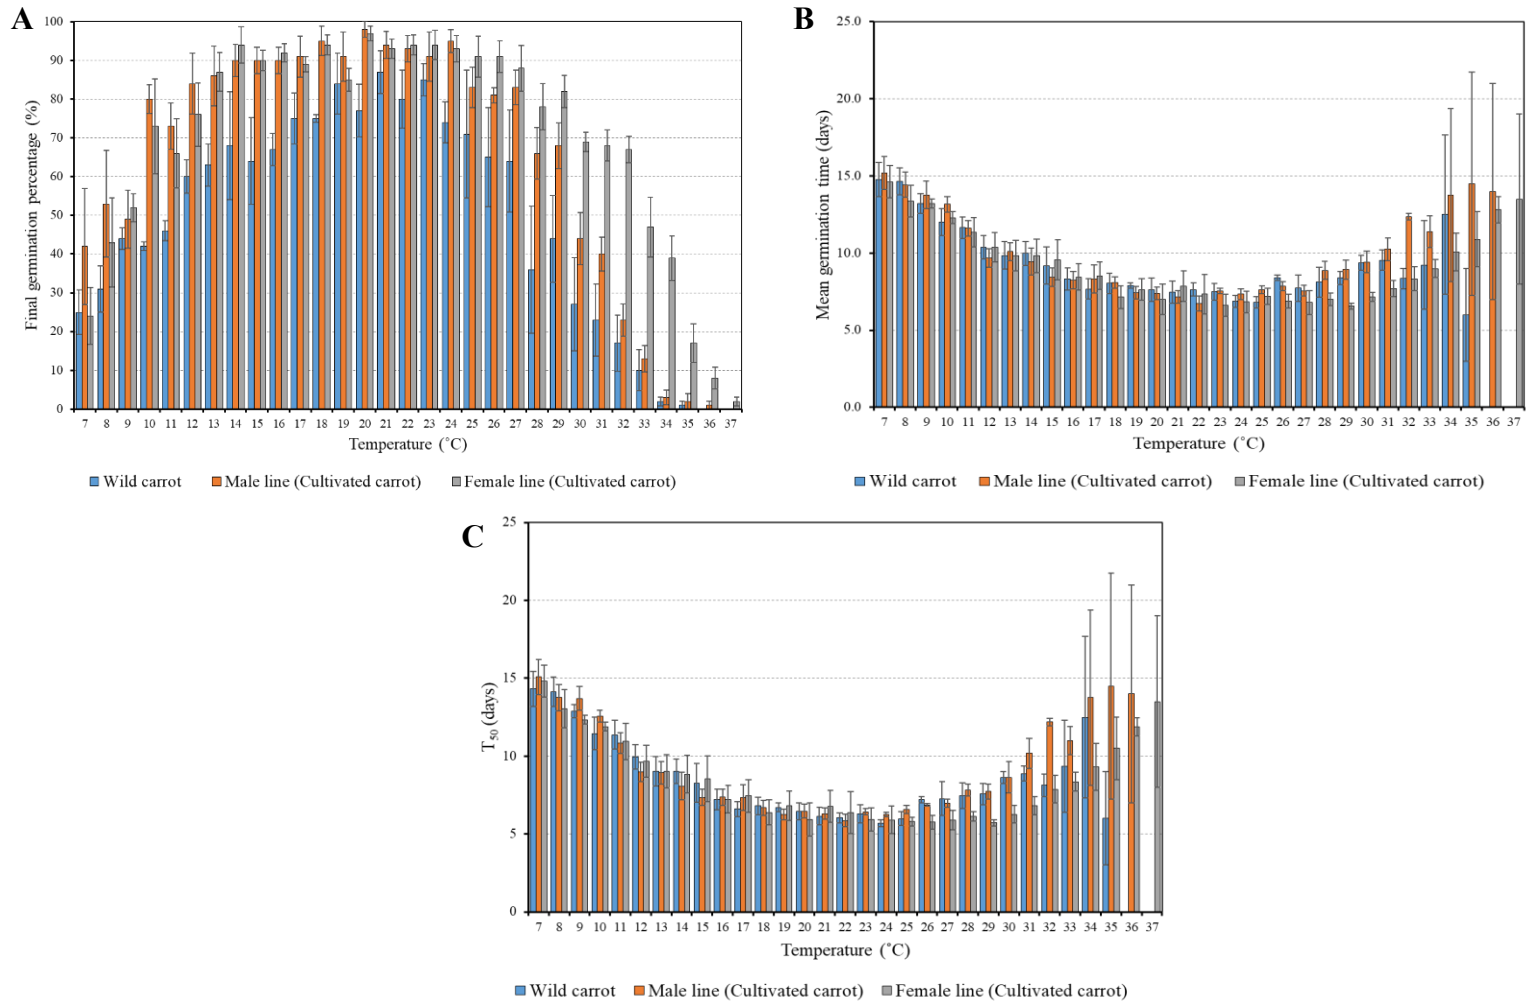 A
Final germination percentage (%)
100
90
80
70
60
50
40
30
20
10
0
7 8 9 10 11 12 13 14 15 16 17 18 19 20 21 22 23 24 25 26 27 28 29 30 31 32 33 34 35 36 37
Temperature (˚C)
Wild carrot Male line (Cultivated carrot) Female line (Cultivated carrot)
B
Mean germination time (days)
25.0
20.0
15.0
10.0
5.0
0.0
7 8 9 10 11 12 13 14 15 16 17 18 19 20 21 22 23 24 25 26 27 28 29 30 31 32 33 34 35 36 37
Temperature (˚C)
Wild carrot Male line (Cultivated carrot) Female line (Cultivated carrot)
C
T50 (days)
25
20
15
10
5
0
7 8 9 10 11 12 13 14 15 16 17 18 19 20 21 22 23 24 25 26 27 28 29 30 31 32 33 34 35 36 37
Temperature (˚C)
Wild carrot Male line (Cultivated carrot) Female line (Cultivated carrot)